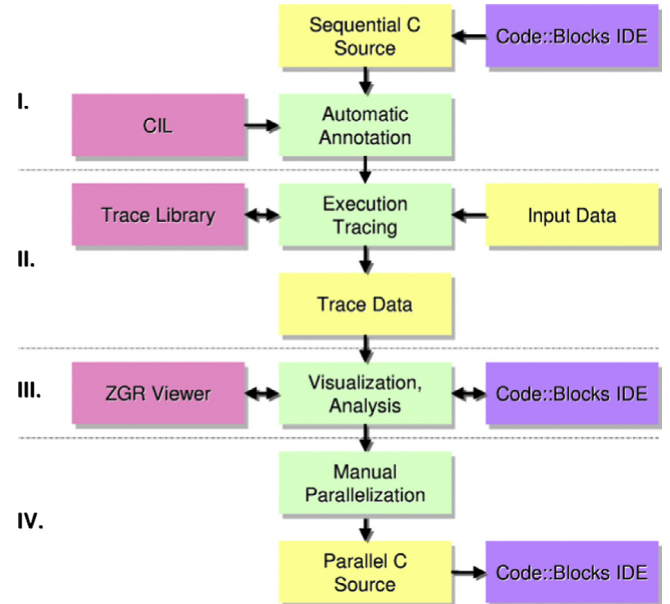 Sequential C
Source
Code::Blocks IDE
I.
CIL
Automatic
Annotation
Trace Library
Execution
Tracing
Input Data
II.
Trace Data
III.
ZGR Viewer
Visualization,
Analysis
Code::Blocks IDE
Manual
Parallelization
IV.
Parallel C
Source
Code::Blocks IDE